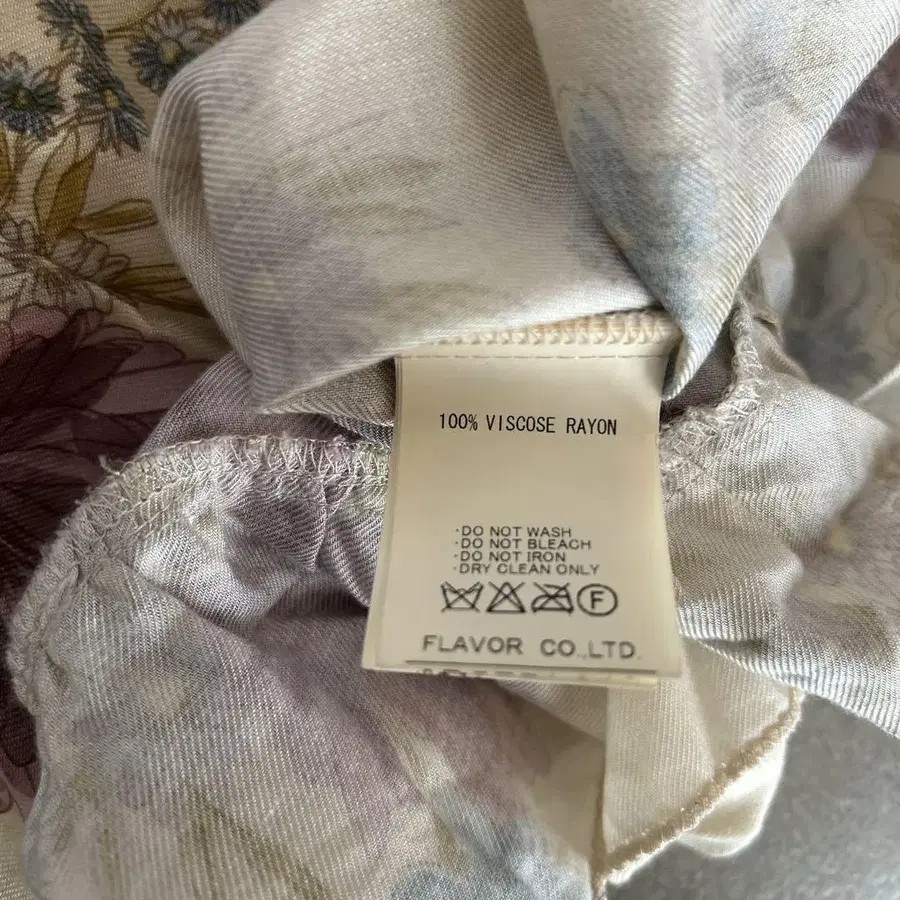 100% VISCOSE RAYON
·DO NOT WASH
·DO NOT BLEACH
·DO NOT IRON
·DRY CLEAN ONLY
F
FLAVOR CO.,LTD.